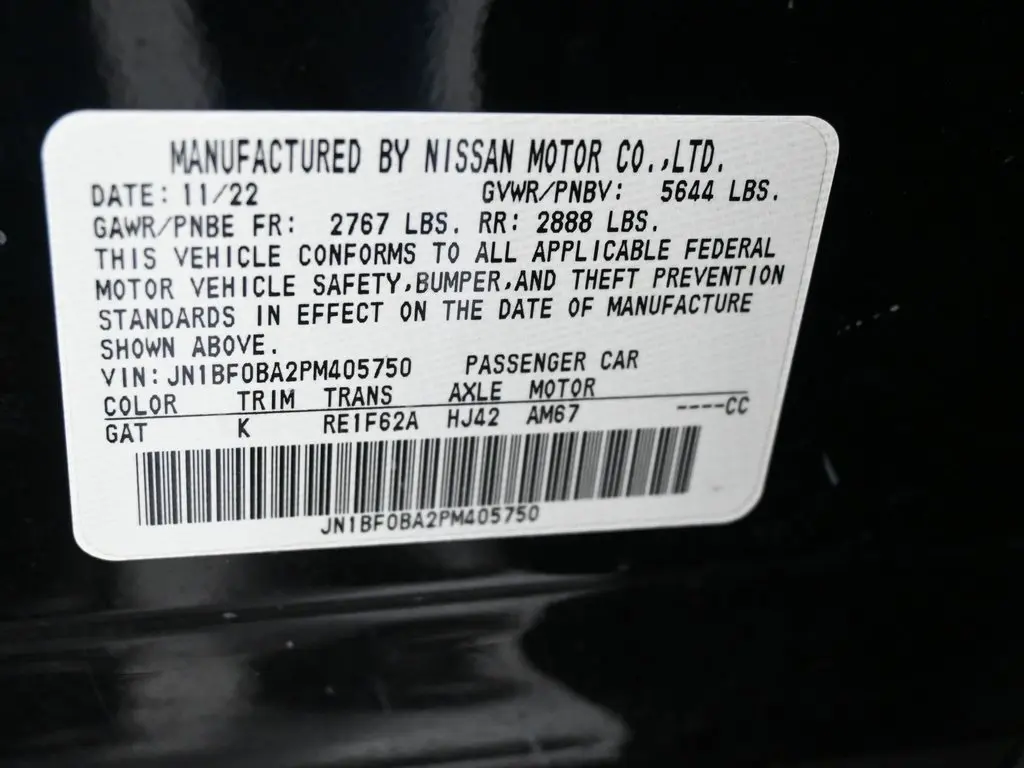 MANUFACTURED BY NISSAN MOTOR CO.,LTD.
DATE: 11/22 GVWR/PNBV: 5644 LBS.
GAWR/PNBE FR: 2767 LBS. RR: 2888 LBS.
THIS VEHICLE CONFORMS TO ALL APPLICABLE FEDERAL
MOTOR VEHICLE SAFETY,BUMPER,AND THEFT PREVENTION
STANDARDS IN EFFECT ON THE DATE OF MANUFACTURE
SHOWN ABOVE.
VIN: JN1BF0BA2PM405750 PASSENGER CAR
COLOR TRIM TRANS AXLE MOTOR
GAT K RE1F62A HJ42 AM67 ----CC
JN1BF0BA2PM405750